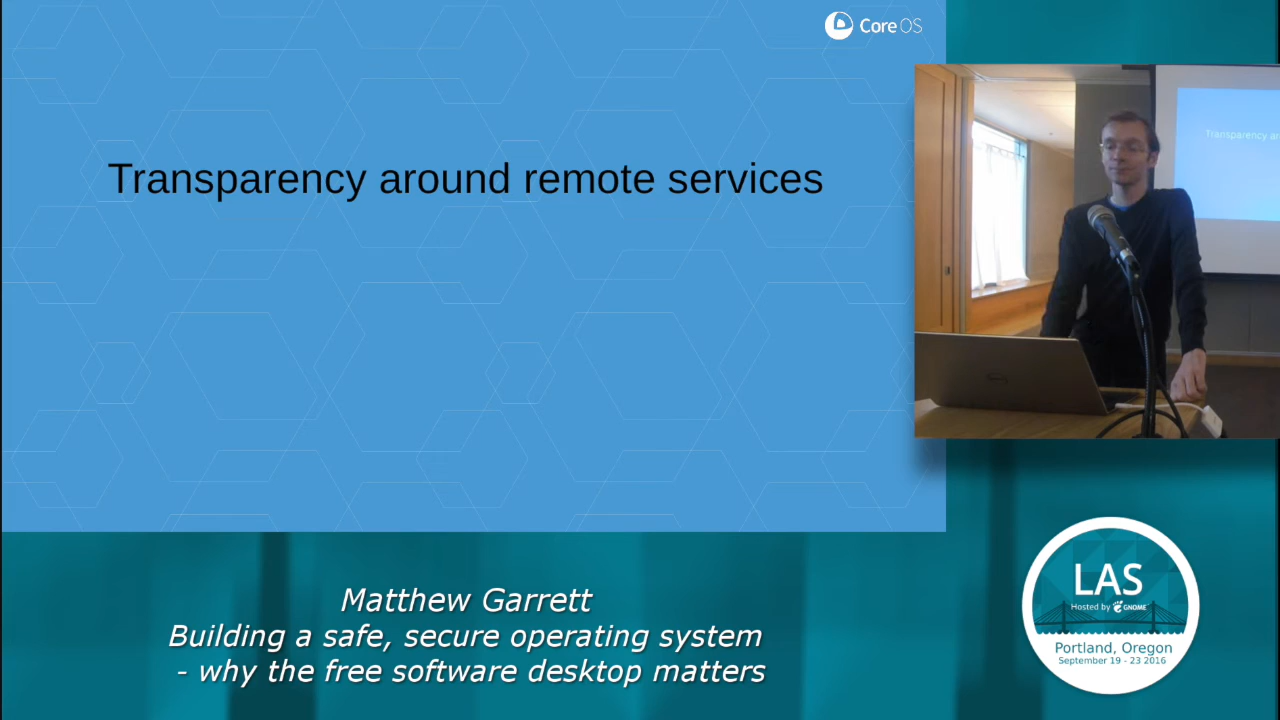 CoreOS
Transparency around remote services
Transparency ar
Matthew Garrett
Building a safe, secure operating system
- why the free software desktop matters
LAS
Hosted by GNOME
Portland, Oregon
September 19 - 23 2016